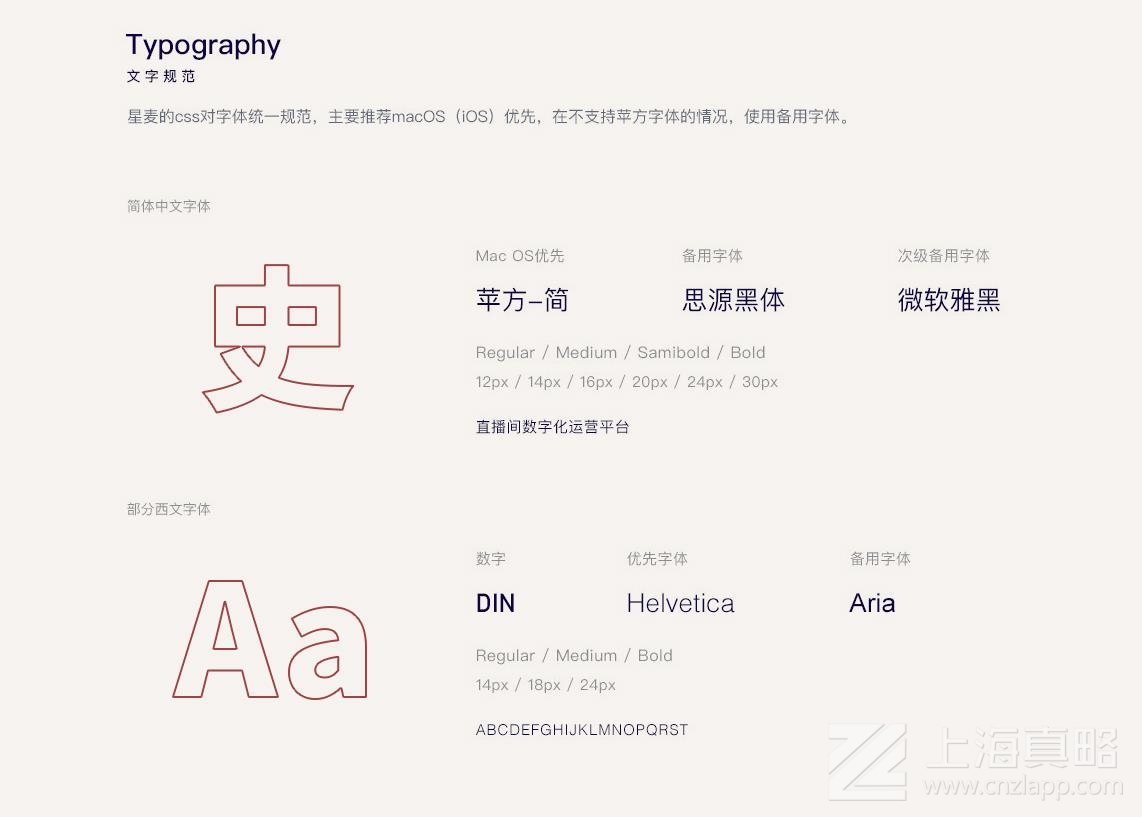 Typography
文字规范
星麦的css对字体统一规范，主要推荐macOS（iOS）优先，在不支持苹方字体的情况，使用备用字体。
简体中文字体
史
Mac OS优先 备用字体 次级备用字体
苹方–简 思源黑体 微软雅黑
Regular / Medium / Samibold / Bold
12px / 14px / 16px / 20px / 24px / 30px
直播间数字化运营平台
部分西文字体
Aa
数字 优先字体 备用字体
DIN Helvetica Aria
Regular / Medium / Bold
14px / 18px / 24px
ABCDEFGHIJKLMNOPQRST
上海真略
www.cnzlapp.com